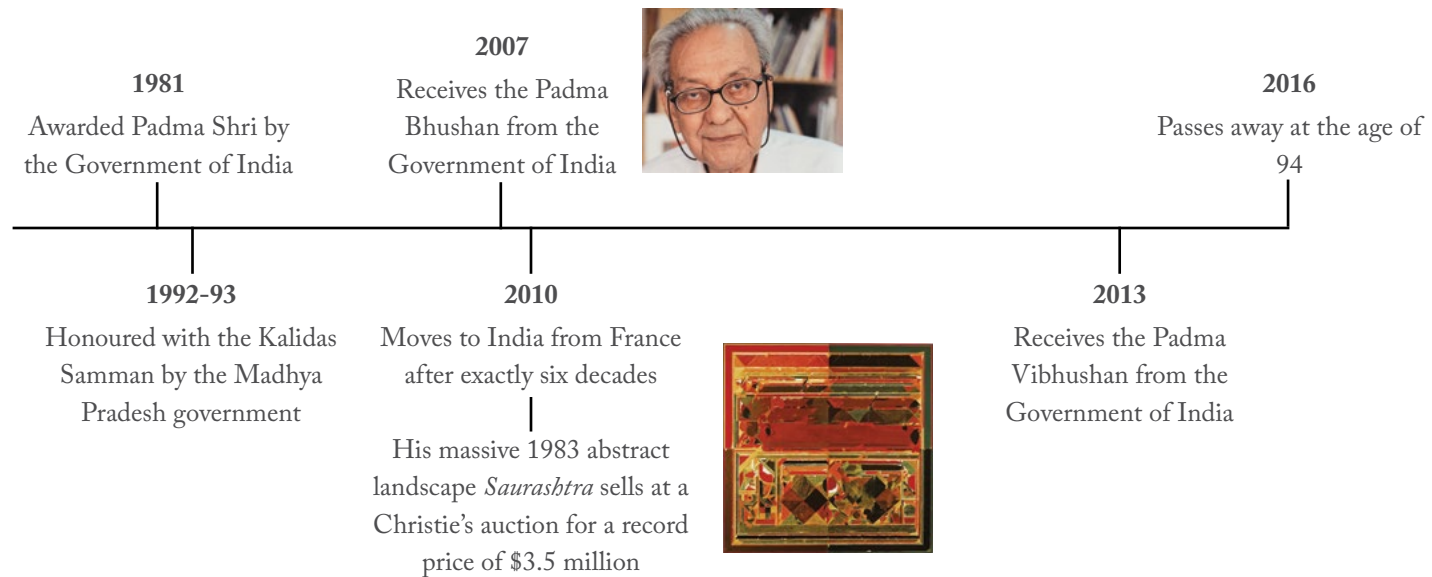 1981
Awarded Padma Shri by
the Government of India
1992-93
Honoured with the Kalidas
Samman by the Madhya
Pradesh government
2007
Receives the Padma
Bhushan from the
Government of India
2010
Moves to India from France
after exactly six decades
His massive 1983 abstract
landscape Saurashtra sells at a
Christie’s auction for a record
price of $3.5 million
2013
Receives the Padma
Vibhushan from the
Government of India
2016
Passes away at the age of
94